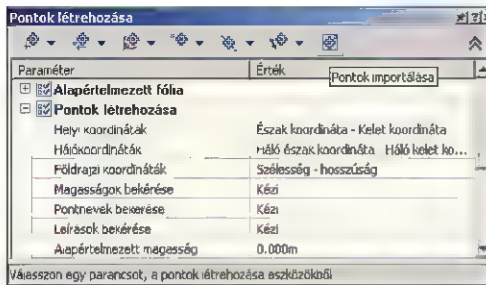 Pontok létrehozása
Paraméter Érték
Pontok importálása
Alapértelmezett fólia
Pontok létrehozása
Helyi koordináták Észak koordináta - Kelet koordináta
Hálókoordináták Háló észak koordináta Háló kelet ko...
Földrajzi koordináták Szélesség - hosszúság
Magasságok bekérése Kézi
Pontnevek bekérése Kézi
Leírások bekérése Kézi
Alapértelmezett magasság 0.000m
Válasszon egy parancsot, a pontok létrehozása eszközökből